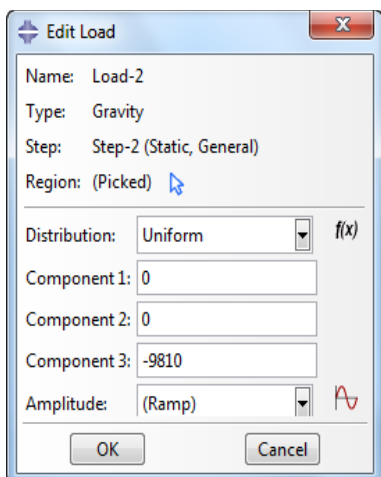 Edit Load
Name: Load-2
Type: Gravity
Step: Step-2 (Static, General)
Region: (Picked)
Distribution: Uniform f(x)
Component 1: 0
Component 2: 0
Component 3: -9810
Amplitude: (Ramp)
OK Cancel